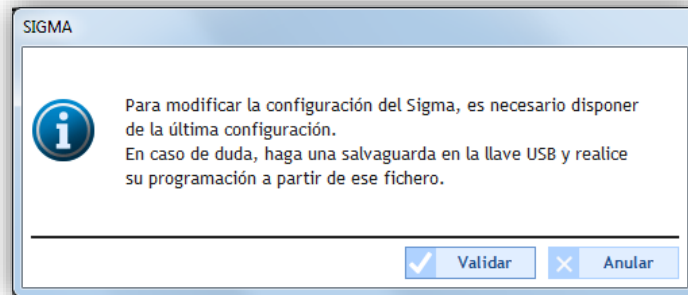 SIGMA
Para modificar la configuración del Sigma, es necesario disponer
de la última configuración.
En caso de duda, haga una salvaguarda en la llave USB y realice
su programación a partir de ese fichero.
Validar
Anular